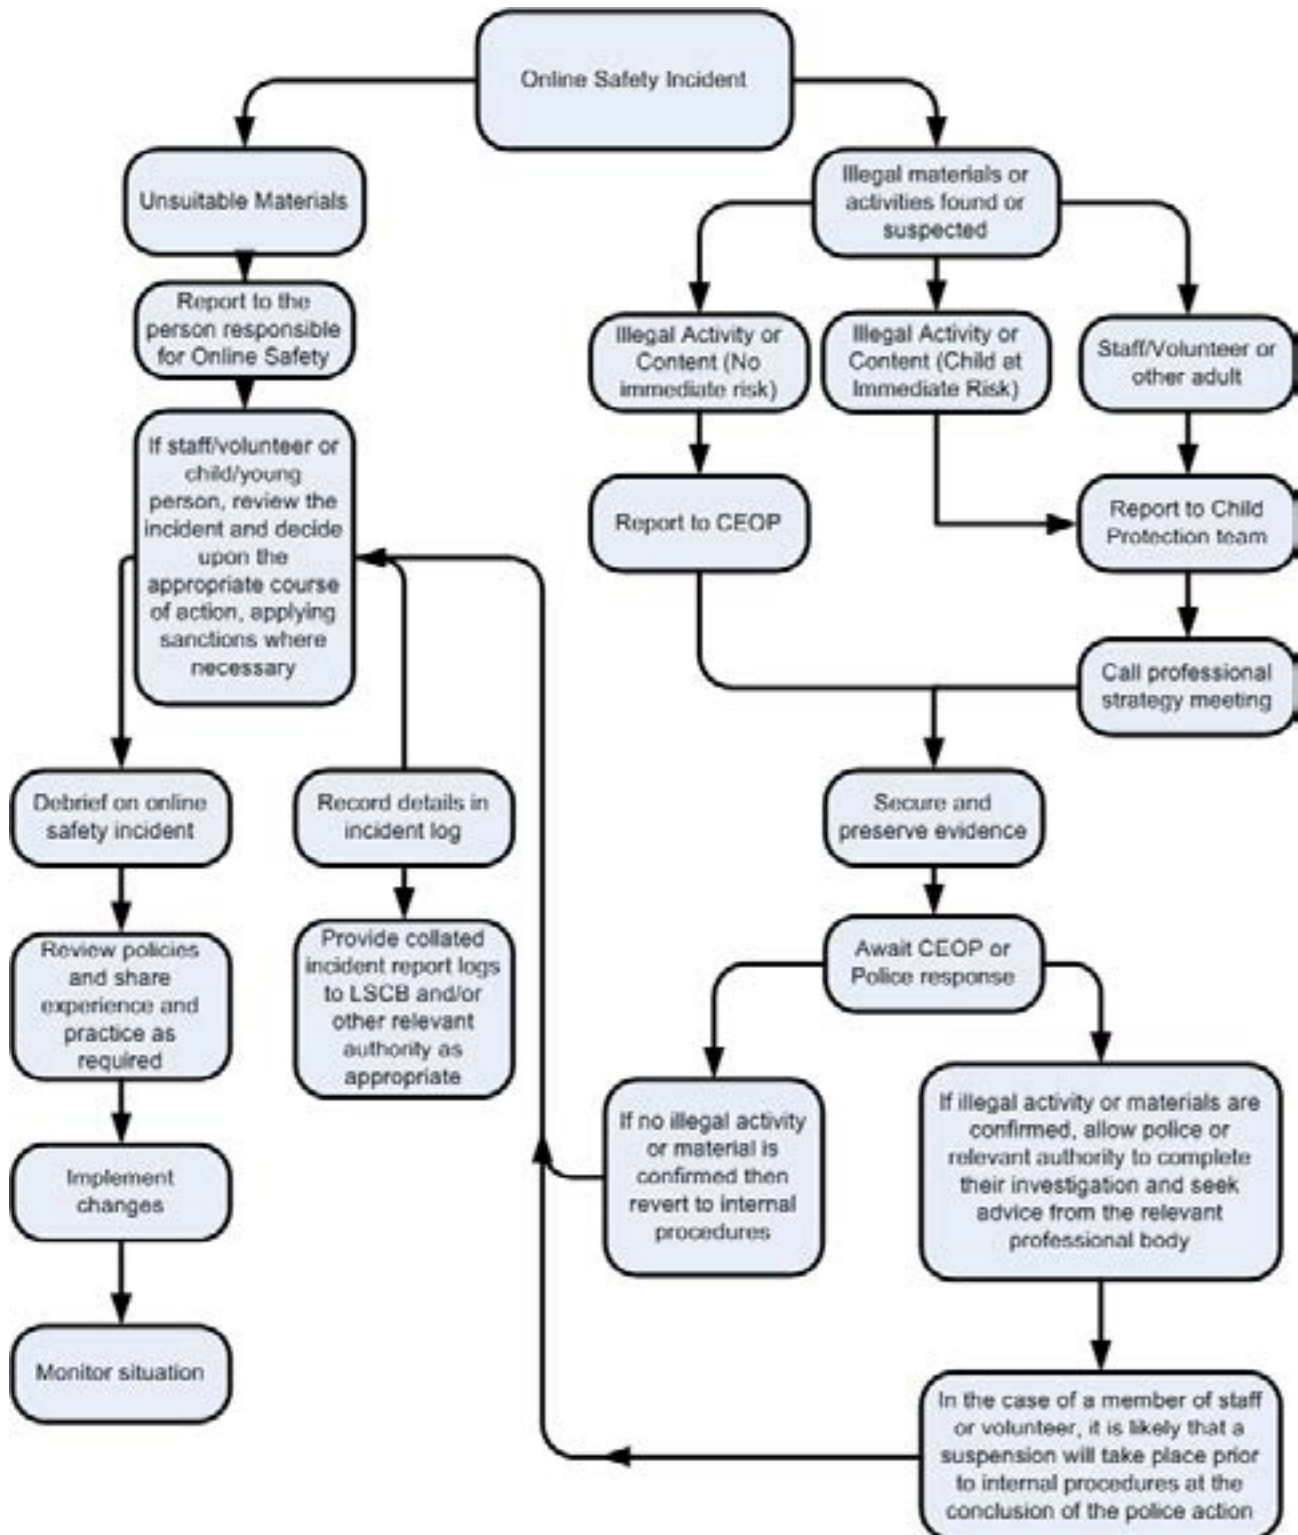 Online Safety Incident
Unsuitable Materials
Report to the
person responsible
for Online Safety
If staff/volunteer or
child/young
person, review the
incident and decide
upon the
appropriate course
of action, applying
sanctions where
necessary
Debrief on online
safety incident
Review policies
and share
experience and
practice as
required
Implement
changes
Monitor situation
Record details in
incident log
Provide collated
incident report logs
to LSCB and/or
other relevant
authority as
appropriate
Illegal materials or
activities found or
suspected
Illegal Activity or
Content (No
immediate risk)
Illegal Activity or
Content (Child at
Immediate Risk)
Staff/Volunteer or
other adult
Report to CEOP
Report to Child
Protection team
Call professional
strategy meeting
Secure and
preserve evidence
Await CEOP or
Police response
If no illegal activity
or material is
confirmed then
revert to internal
procedures
If illegal activity or materials are
confirmed, allow police or
relevant authority to complete
their investigation and seek
advice from the relevant
professional body
In the case of a member of staff
or volunteer, it is likely that a
suspension will take place prior
to internal procedures at the
conclusion of the police action